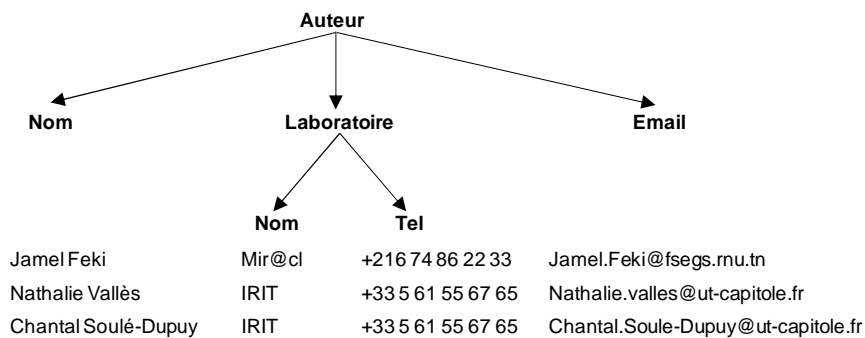 Auteur
Nom Laboratoire Email
Nom Tel
Jamel Feki Mir@cl +216 74 86 22 33 Jamel.Feki@fsegs.rnu.tn
Nathalie Vallès IRIT +33 5 61 55 67 65 Nathalie.valles@ut-capitole.fr
Chantal Soulé-Dupuy IRIT +33 5 61 55 67 65 Chantal.Soule-Dupuy@ut-capitole.fr